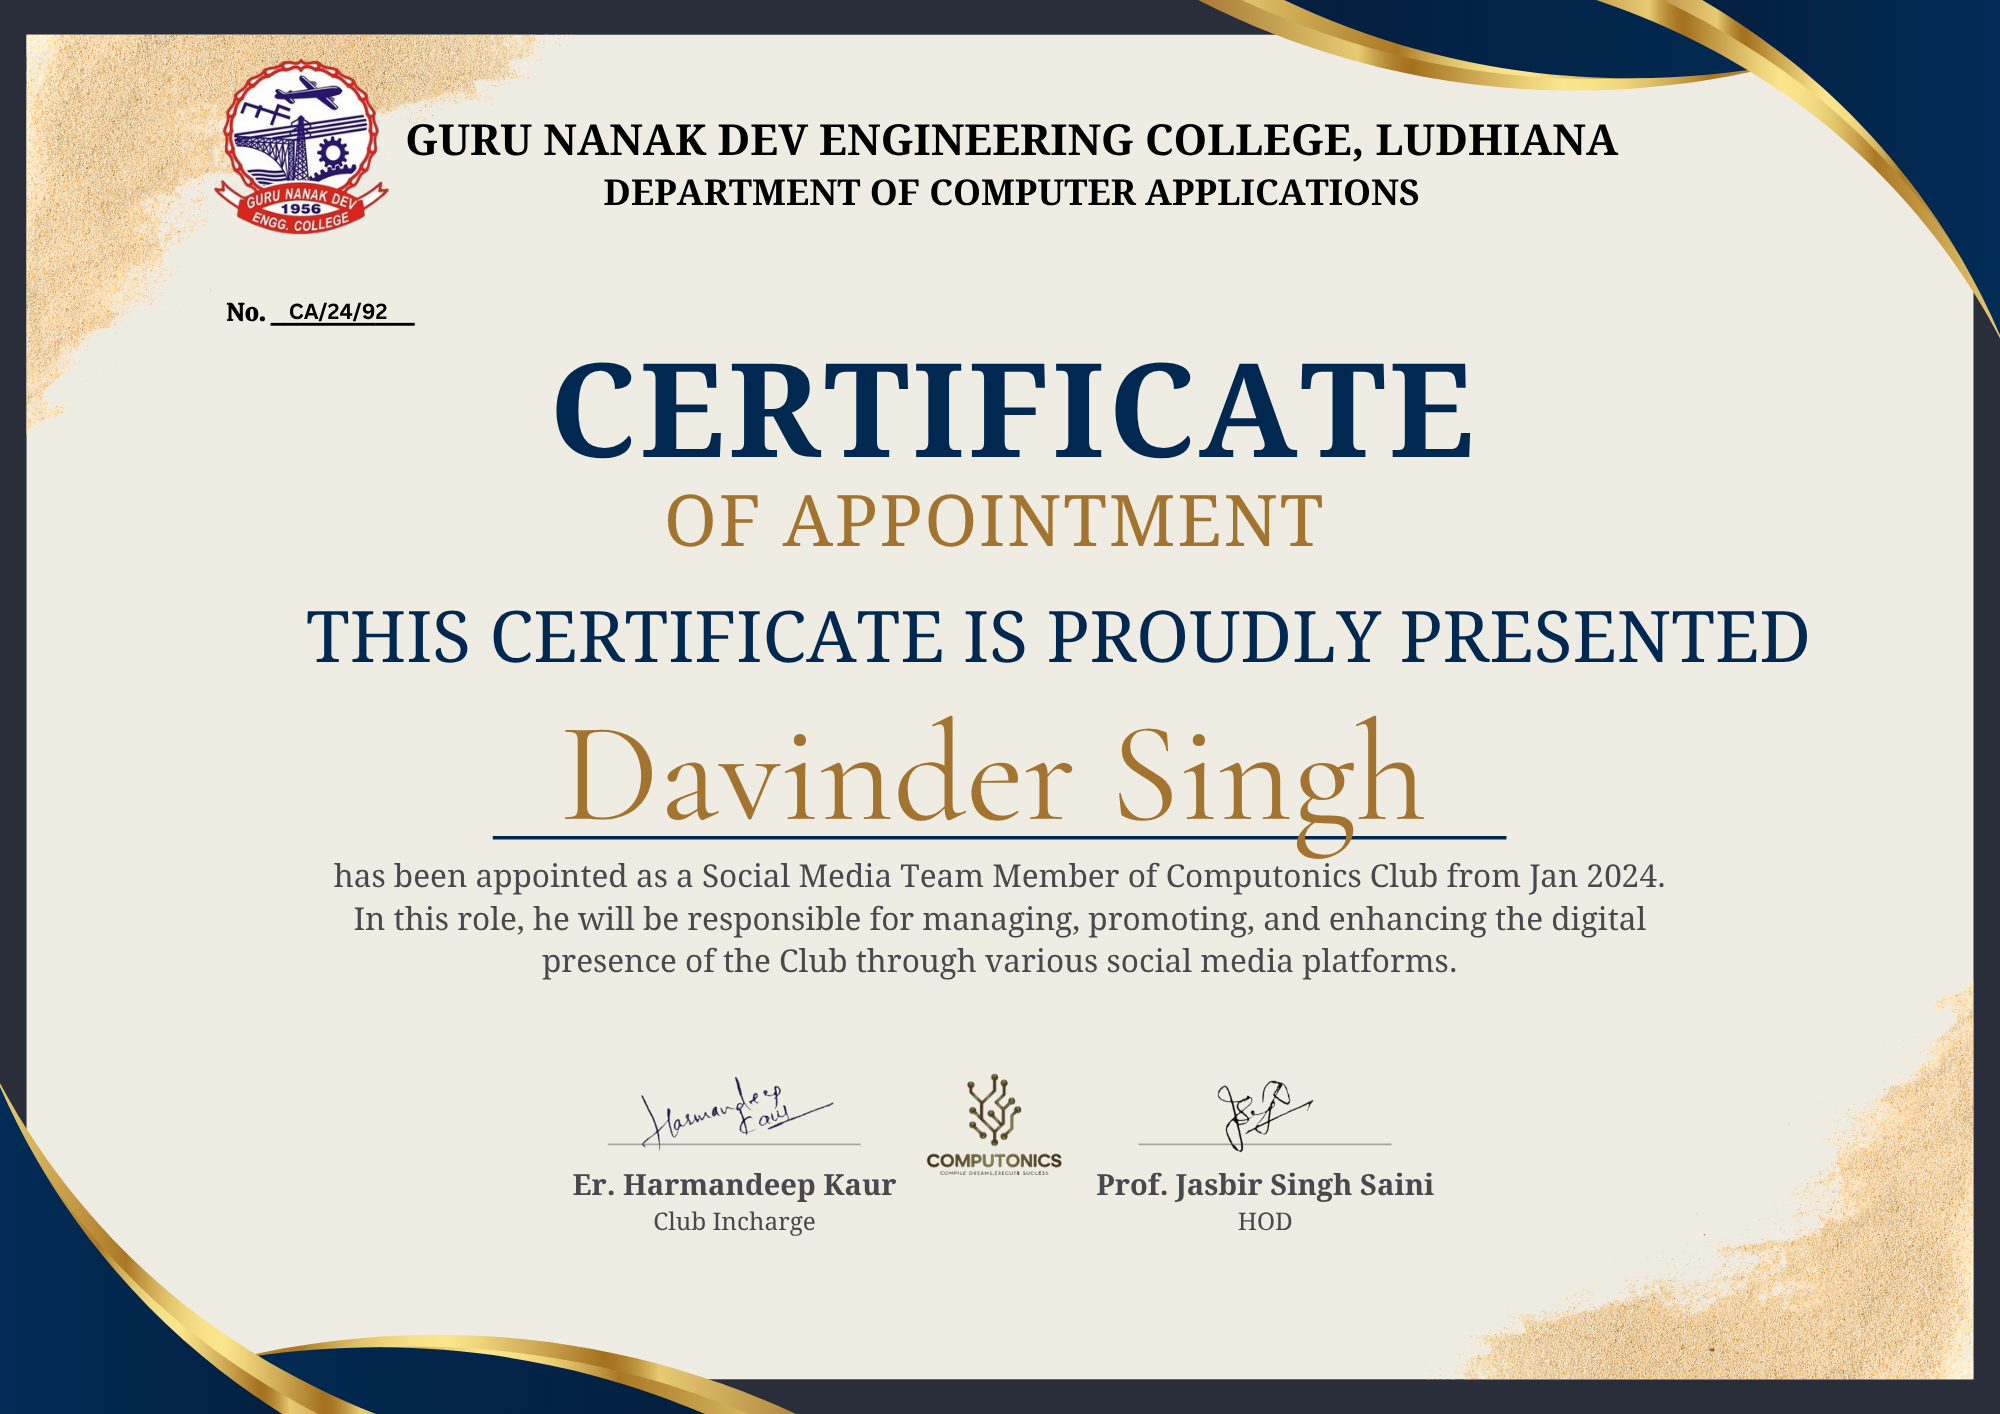 GURU NANAK DEV
1956
ENGG. COLLEGE
GURU NANAK DEV ENGINEERING COLLEGE, LUDHIANA
DEPARTMENT OF COMPUTER APPLICATIONS
No. CA/24/92
CERTIFICATE
OF APPOINTMENT
THIS CERTIFICATE IS PROUDLY PRESENTED
Davinder Singh
has been appointed as a Social Media Team Member of Computonics Club from Jan 2024.
In this role, he will be responsible for managing, promoting, and enhancing the digital
presence of the Club through various social media platforms.
Harmandeep
Kaur
COMPUTONICS
COMPILE DREAMS,EXECUTE SUCCESS
Er. Harmandeep Kaur
Club Incharge
Prof. Jasbir Singh Saini
HOD